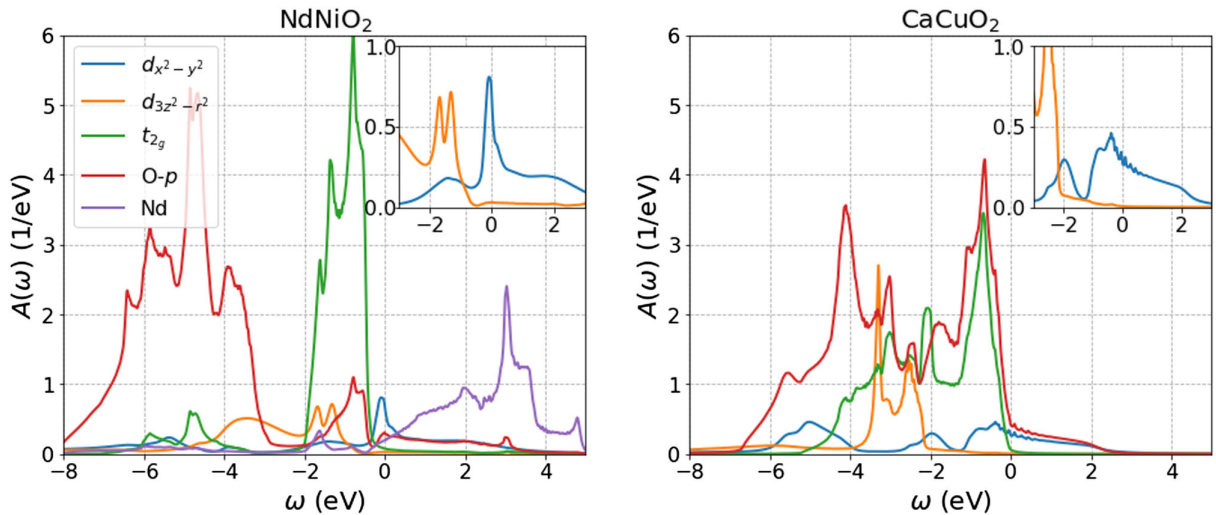 NdNiO2
A(ω) (1/eV)
6
5
4
3
2
1
0
dx2−y2
d3z2−r2
t2g
O-p
Nd
1.0
0.5
0.0
−2 0 2
−8 −6 −4 −2 0 2 4
ω (eV)
CaCuO2
A(ω) (1/eV)
6
5
4
3
2
1
0
1.0
0.5
0.0
−2 0 2
−8 −6 −4 −2 0 2 4
ω (eV)